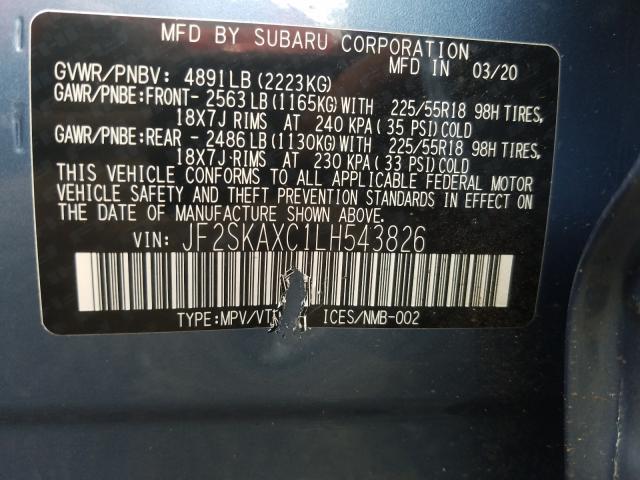 MFD BY SUBARU CORPORATION
MFD IN 03/20
GVWR/PNBV: 4891LB (2223KG)
GAWR/PNBE:FRONT- 2563LB (1165KG) WITH 225/55R18 98H TIRES,
18X7J RIMS AT 240 KPA ( 35 PSI) COLD
GAWR/PNBE:REAR - 2486LB (1130KG) WITH 225/55R18 98H TIRES,
18X7J RIMS AT 230 KPA ( 33 PSI) COLD
THIS VEHICLE CONFORMS TO ALL APPLICABLE FEDERAL MOTOR
VEHICLE SAFETY AND THEFT PREVENTION STANDARDS IN EFFECT ON
THE DATE OF MANUFACTURE SHOWN ABOVE.
VIN: JF2SKAXC1LH543826
TYPE:MPV/VT ICES/NMB-002